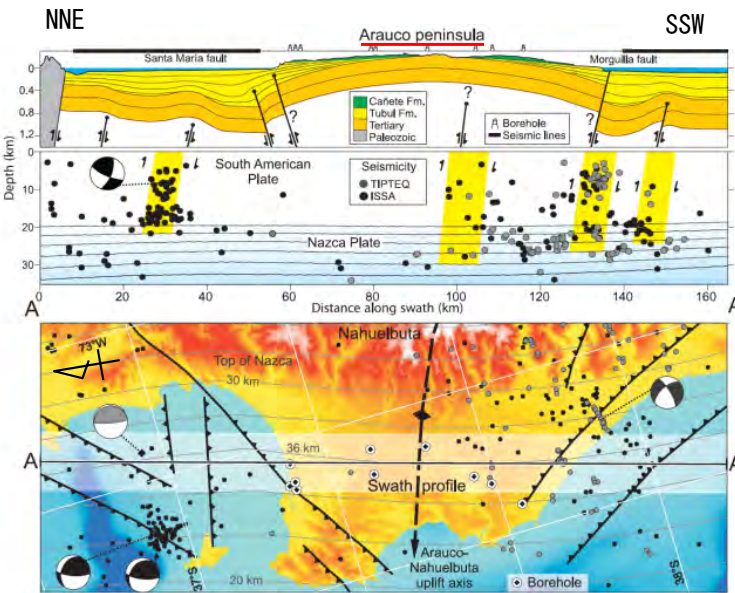 NNE
SSW
Arauco peninsula
Santa María fault
Morguilla fault
0
0.4
0.8
1.2
?
?
?
Cañete Fm.
Tubul Fm.
Tertiary
Paleozoic
Borehole
Seismic lines
Depth (km)
South American
Plate
Seismicity
TIPTEQ
ISSA
10
20
30
Nazca Plate
0
20
40
60
80
100
120
140
160
A
Distance along swath (km)
A
73°W
Nahuelbuta
Top of Nazca
30 km
36 km
A
A
Swath profile
37°S
20 km
Arauco-
Nahuelbuta
uplift axis
Borehole
38°S